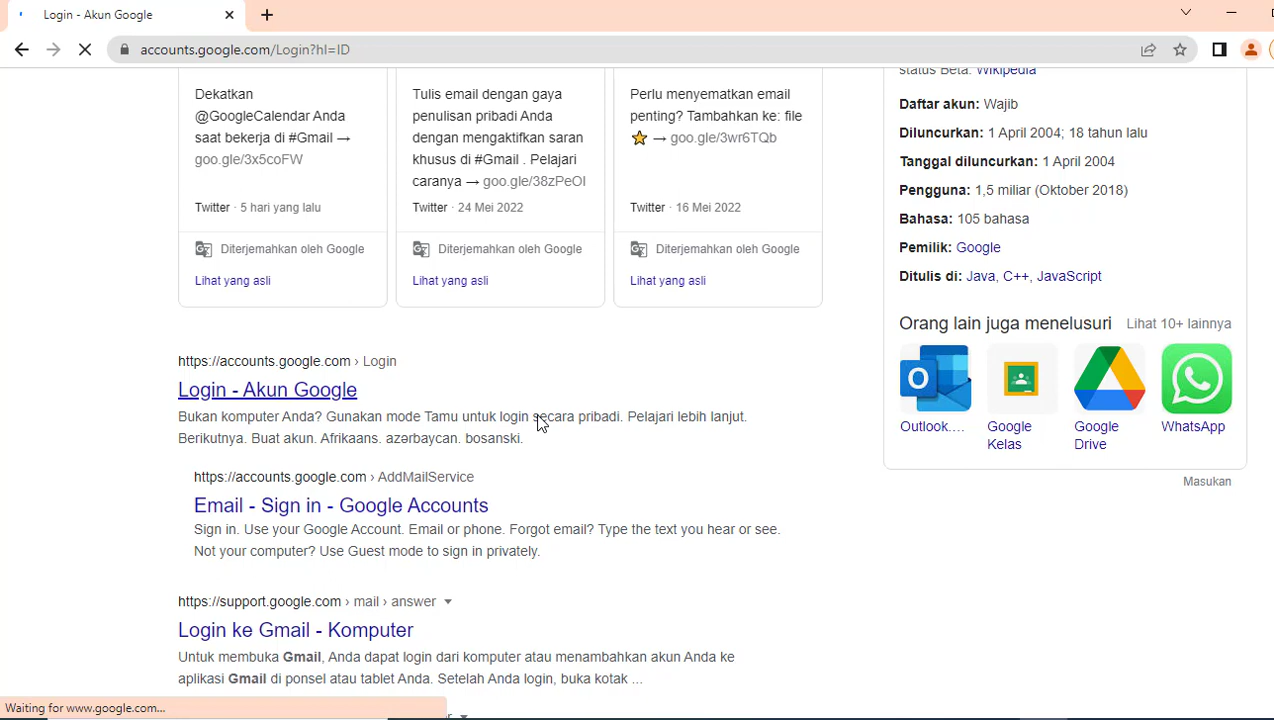 Login - Akun Google
accounts.google.com/Login?hl=ID
Dekatkan
@GoogleCalendar Anda
saat bekerja di #Gmail →
goo.gle/3x5coFW
Twitter · 5 hari yang lalu
Diterjemahkan oleh Google
Lihat yang asli
Tulis email dengan gaya
penulisan pribadi Anda
dengan mengaktifkan saran
khusus di #Gmail . Pelajari
caranya → goo.gle/38zPeOI
Twitter · 24 Mei 2022
Diterjemahkan oleh Google
Lihat yang asli
Perlu menyematkan email
penting? Tambahkan ke: file
⭐ → goo.gle/3wr6TQb
Twitter · 16 Mei 2022
Diterjemahkan oleh Google
Lihat yang asli
https://accounts.google.com › Login
Login - Akun Google
Bukan komputer Anda? Gunakan mode Tamu untuk login secara pribadi. Pelajari lebih lanjut.
Berikutnya. Buat akun. Afrikaans. azərbaycan. bosanski.
https://accounts.google.com › AddMailService
Email - Sign in - Google Accounts
Sign in. Use your Google Account. Email or phone. Forgot email? Type the text you hear or see.
Not your computer? Use Guest mode to sign in privately.
https://support.google.com › mail › answer
Login ke Gmail - Komputer
Untuk membuka Gmail, Anda dapat login dari komputer atau menambahkan akun Anda ke
aplikasi Gmail di ponsel atau tablet Anda. Setelah Anda login, buka kotak ...
status Beta. Wikipedia
Daftar akun: Wajib
Diluncurkan: 1 April 2004; 18 tahun lalu
Tanggal diluncurkan: 1 April 2004
Pengguna: 1,5 miliar (Oktober 2018)
Bahasa: 105 bahasa
Pemilik: Google
Ditulis di: Java, C++, JavaScript
Orang lain juga menelusuri
Lihat 10+ lainnya
Outlook....
Google
Kelas
Google
Drive
WhatsApp
Masukan
Waiting for www.google.com...